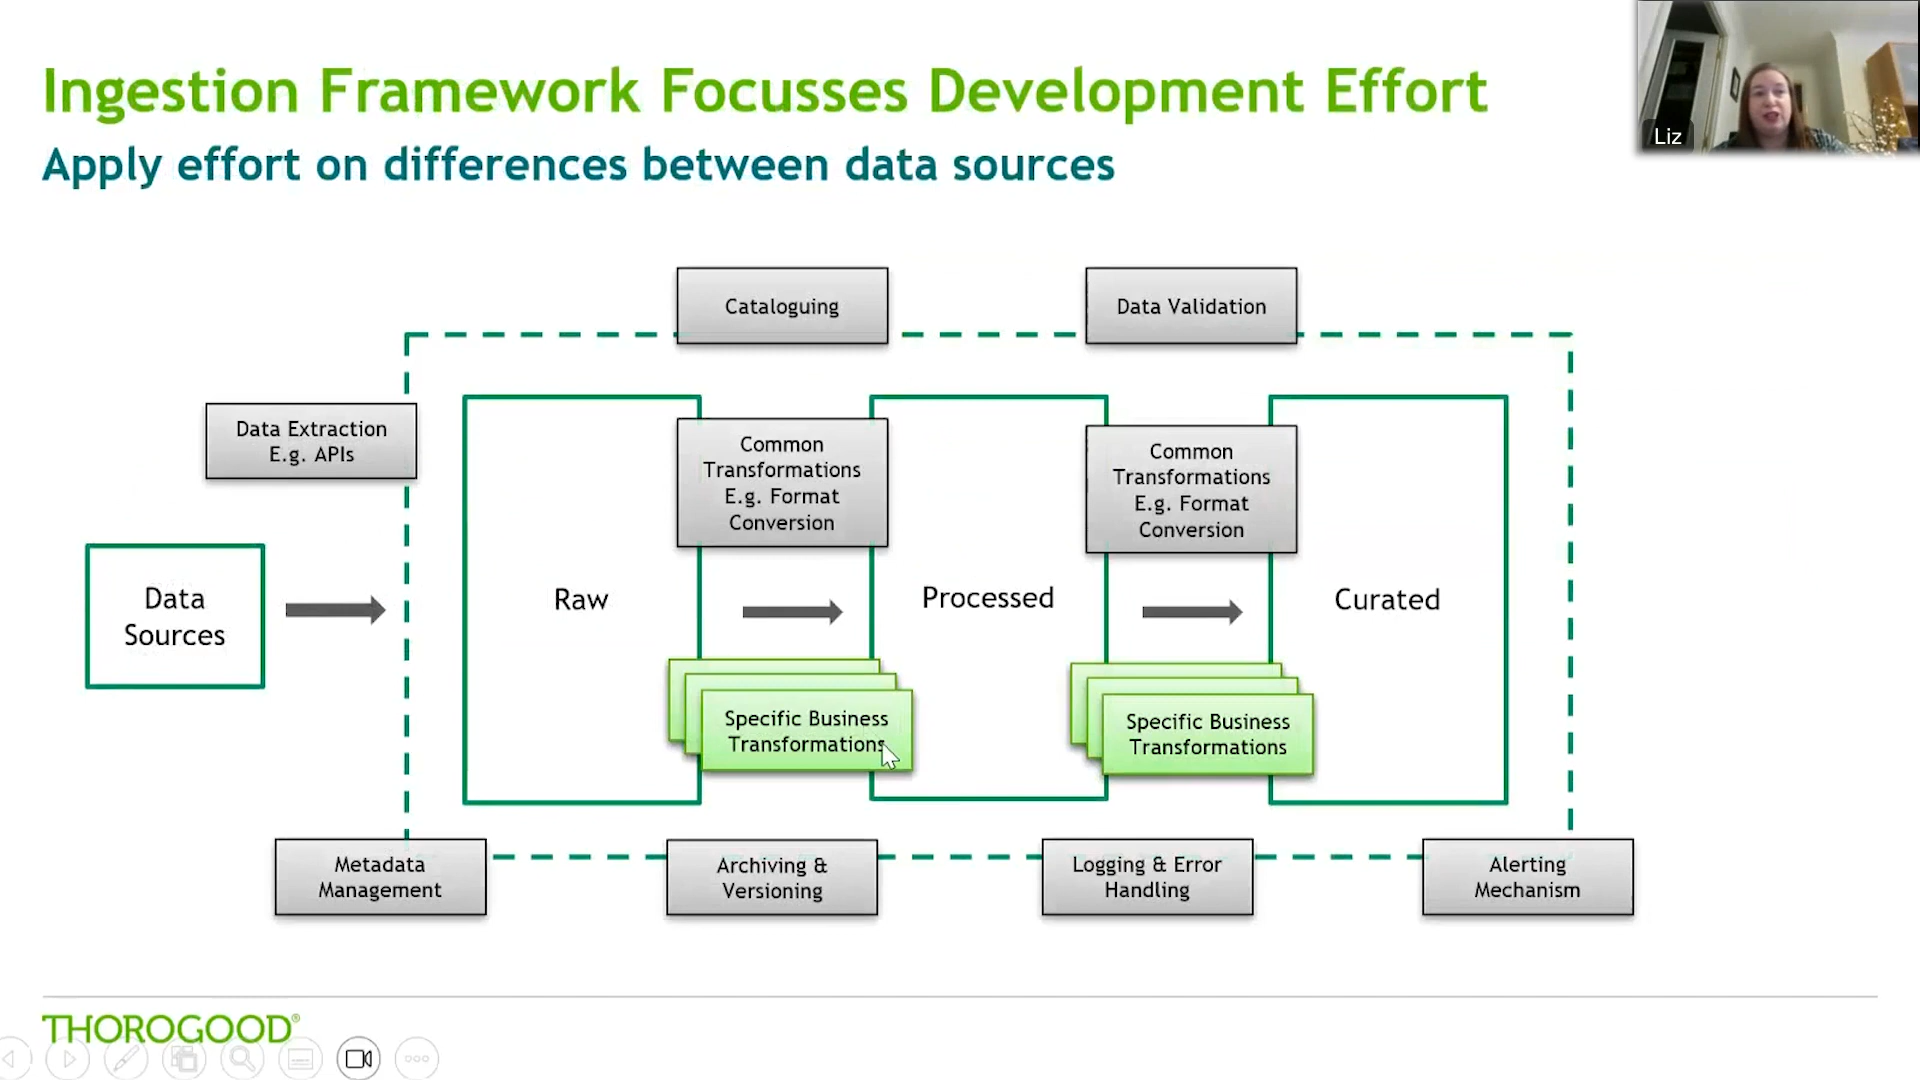 Ingestion Framework Focusses Development Effort
Apply effort on differences between data sources
Liz
Cataloguing
Data Validation
Data Extraction
E.g. APIs
Common
Transformations
E.g. Format
Conversion
Common
Transformations
E.g. Format
Conversion
Data
Sources
Raw
Processed
Curated
Specific Business
Transformations
Specific Business
Transformations
Metadata
Management
Archiving &
Versioning
Logging & Error
Handling
Alerting
Mechanism
THOROGOOD®